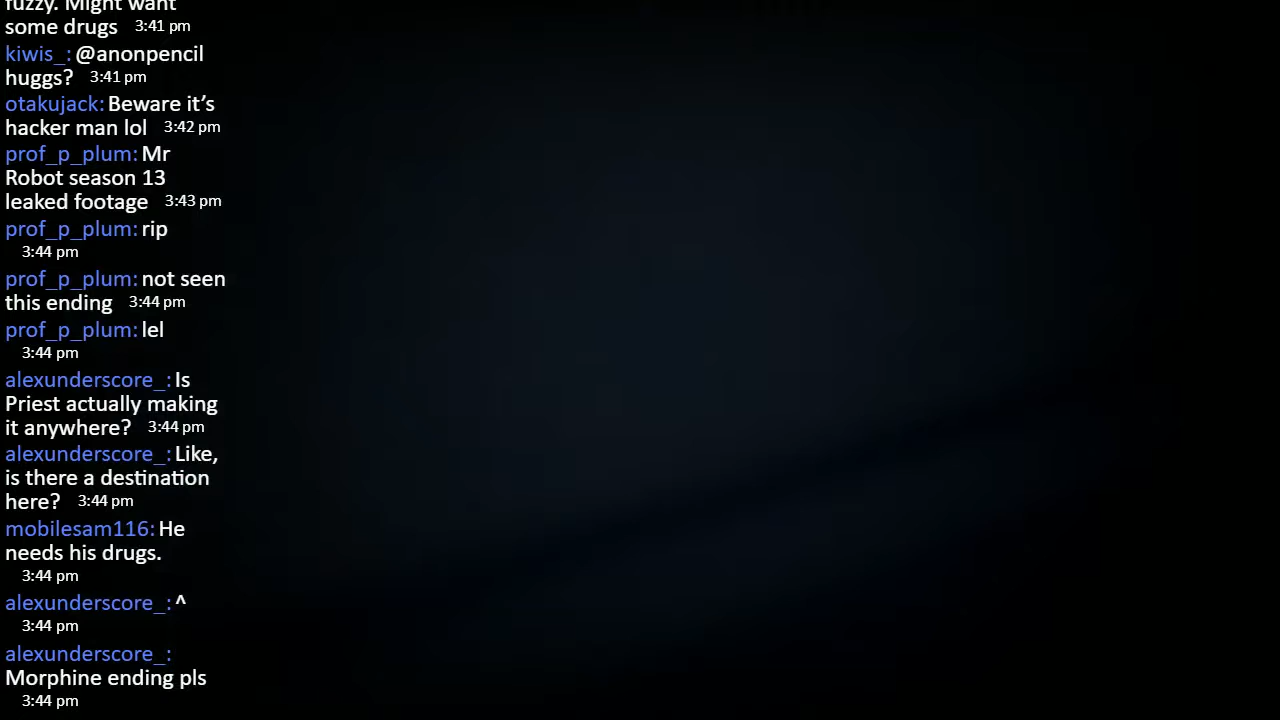 fuzzy. Might want
some drugs 3:41 pm
kiwis_: @anonpencil
huggs? 3:41 pm
otakujack: Beware it’s
hacker man lol 3:42 pm
prof_p_plum: Mr
Robot season 13
leaked footage 3:43 pm
prof_p_plum: rip
3:44 pm
prof_p_plum: not seen
this ending 3:44 pm
prof_p_plum: lel
3:44 pm
alexunderscore_: Is
Priest actually making
it anywhere? 3:44 pm
alexunderscore_: Like,
is there a destination
here? 3:44 pm
mobilesam116: He
needs his drugs.
3:44 pm
alexunderscore_: ^
3:44 pm
alexunderscore_:
Morphine ending pls
3:44 pm